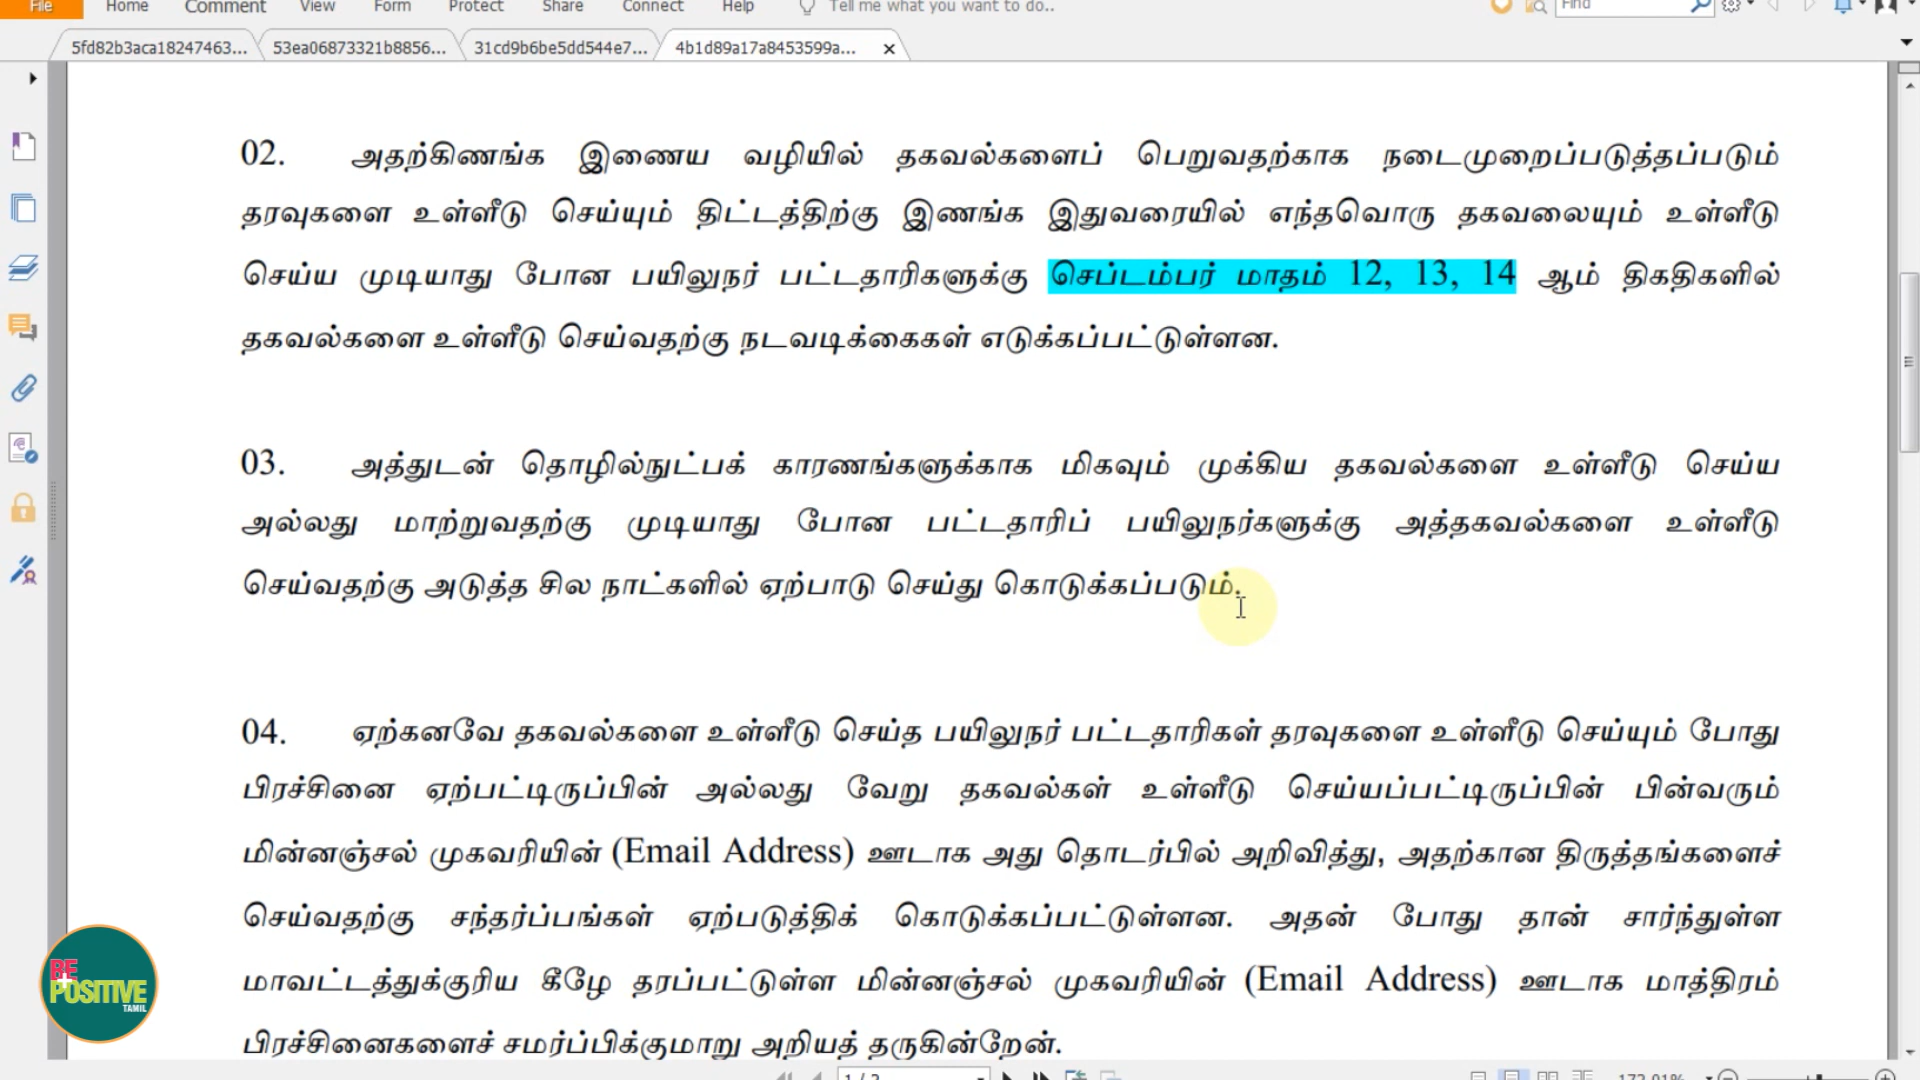 File Home Comment View Form Protect Share Connect Help Tell me what you want to do.. Find
5fd82b3aca18247463... 53ea06873321b8856... 31cd9b6be5dd544e7... 4b1d89a17a8453599a...
02. அதற்கிணங்க இணைய வழியில் தகவல்களைப் பெறுவதற்காக நடைமுறைப்படுத்தப்படும்
தரவுகளை உள்ளீடு செய்யும் திட்டத்திற்கு இணங்க இதுவரையில் எந்தவொரு தகவலையும் உள்ளீடு
செய்ய முடியாது போன பயிலுநர் பட்டதாரிகளுக்கு செப்டம்பர் மாதம் 12, 13, 14 ஆம் திகதிகளில்
தகவல்களை உள்ளீடு செய்வதற்கு நடவடிக்கைகள் எடுக்கப்பட்டுள்ளன.
03. அத்துடன் தொழில்நுட்பக் காரணங்களுக்காக மிகவும் முக்கிய தகவல்களை உள்ளீடு செய்ய
அல்லது மாற்றுவதற்கு முடியாது போன பட்டதாரிப் பயிலுநர்களுக்கு அத்தகவல்களை உள்ளீடு
செய்வதற்கு அடுத்த சில நாட்களில் ஏற்பாடு செய்து கொடுக்கப்படும்.
04. ஏற்கனவே தகவல்களை உள்ளீடு செய்த பயிலுநர் பட்டதாரிகள் தரவுகளை உள்ளீடு செய்யும் போது
பிரச்சினை ஏற்பட்டிருப்பின் அல்லது வேறு தகவல்கள் உள்ளீடு செய்யப்பட்டிருப்பின் பின்வரும்
மின்னஞ்சல் முகவரியின் (Email Address) ஊடாக அது தொடர்பில் அறிவித்து, அதற்கான திருத்தங்களைச்
செய்வதற்கு சந்தர்ப்பங்கள் ஏற்படுத்திக் கொடுக்கப்பட்டுள்ளன. அதன் போது தான் சார்ந்துள்ள
மாவட்டத்துக்குரிய கீழே தரப்பட்டுள்ள மின்னஞ்சல் முகவரியின் (Email Address) ஊடாக மாத்திரம்
பிரச்சினைகளைச் சமர்ப்பிக்குமாறு அறியத் தருகின்றேன்.
BE
POSITIVE
TAMIL